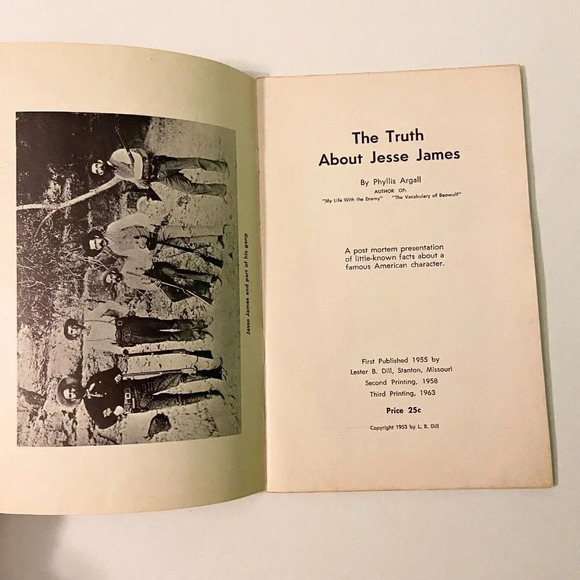 Jesse James and part of his gang
The Truth
About Jesse James
By Phyllis Argall
AUTHOR OF:
"My Life With the Enemy" "The Vocabulary of Beowulf"
A post mortem presentation
of little-known facts about a
famous American character.
First Published 1955 by
Lester B. Dill, Stanton, Missouri
Second Printing, 1958
Third Printing, 1963
Price 25c
Copyright 1953 by L. B. Dill